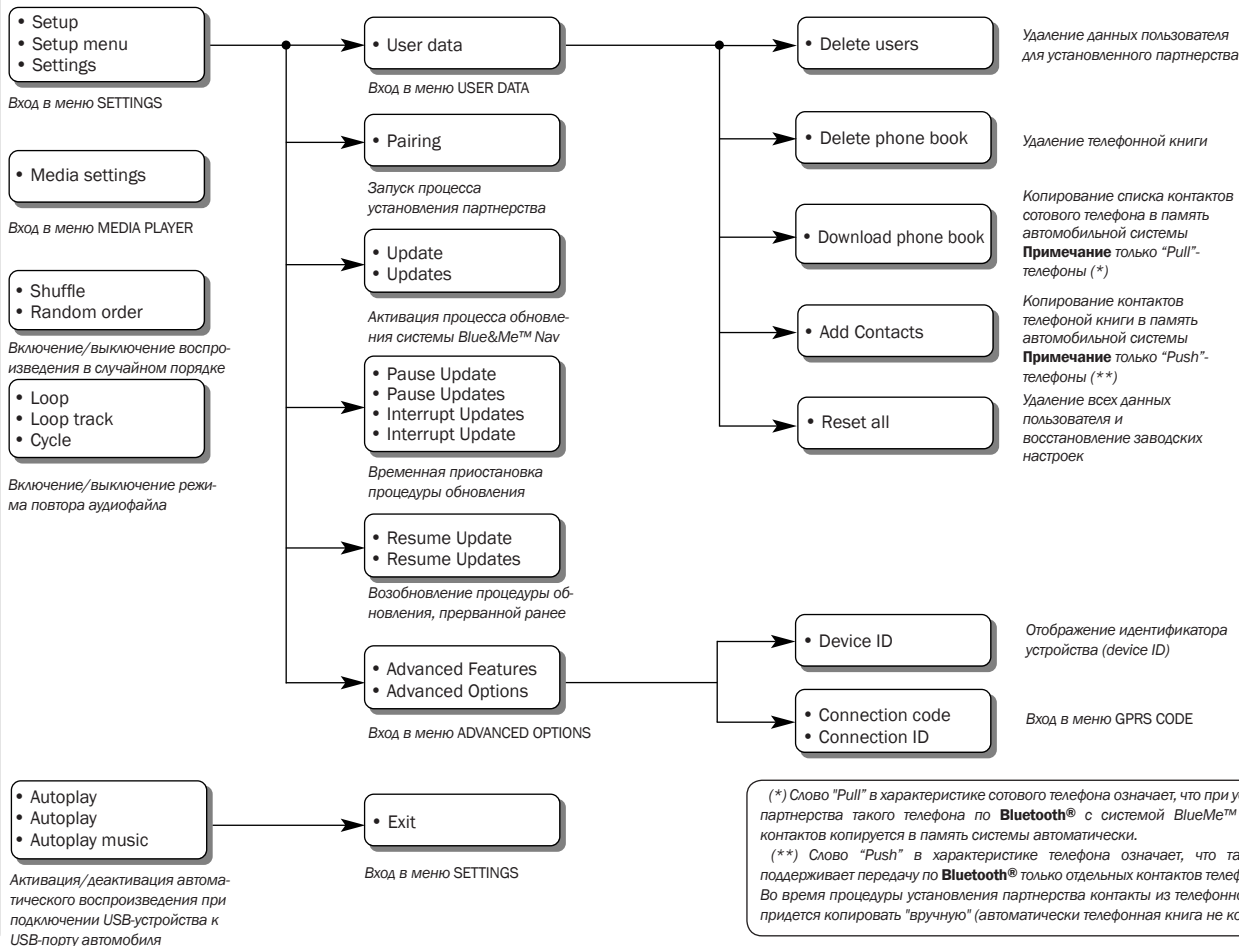 • Setup
• Setup menu
• Settings
Вход в меню SETTINGS
• Media settings
Вход в меню MEDIA PLAYER
• Shuffle
• Random order
Включение/выключение воспро-
изведения в случайном порядке
• Loop
• Loop track
• Cycle
Включение/выключение режи-
ма повтора аудиофайла
• Autoplay
• Autoplay
• Autoplay music
Активация/деактивация автома-
тического воспроизведения при
подключении USB-устройства к
USB-порту автомобиля
• User data
Вход в меню USER DATA
• Pairing
Запуск процесса
установления партнерства
• Update
• Updates
Активация процесса обновле-
ния системы Blue&Me™ Nav
• Pause Update
• Pause Updates
• Interrupt Updates
• Interrupt Update
Временная приостановка
процедуры обновления
• Resume Update
• Resume Updates
Возобновление процедуры об-
новления, прерванной ранее
• Advanced Features
• Advanced Options
Вход в меню ADVANCED OPTIONS
• Exit
Вход в меню SETTINGS
• Delete users
Удаление данных пользователя
для установленного партнерства
• Delete phone book
Удаление телефонной книги
• Download phone book
Копирование списка контактов
сотового телефона в память
автомобильной системы
Примечание только “Pull”-
телефоны (*)
• Add Contacts
Копирование контактов
телефоной книги в память
автомобильной системы
Примечание только “Push”-
телефоны (**)
• Reset all
Удаление всех данных
пользователя и
восстановление заводских
настроек
• Device ID
Отображение идентификатора
устройства (device ID)
• Connection code
• Connection ID
Вход в меню GPRS CODE
(*) Слово "Pull” в характеристике сотового телефона означает, что при
партнерства такого телефона по Bluetooth® с системой BlueMe™
контактов копируется в память системы автоматически.
(**) Слово “Push” в характеристике телефона означает, что
поддерживает передачу по Bluetooth® только отдельных контактов
Во время процедуры установления партнерства контакты из
придется копировать "вручную" (автоматически телефонная книга не